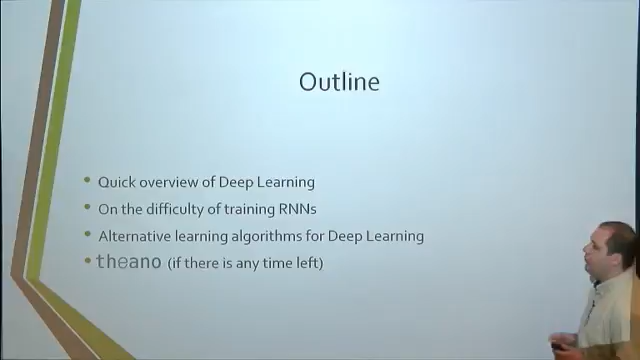 Outline
• Quick overview of Deep Learning
• On the difficulty of training RNNs
• Alternative learning algorithms for Deep Learning
• theano (if there is any time left)